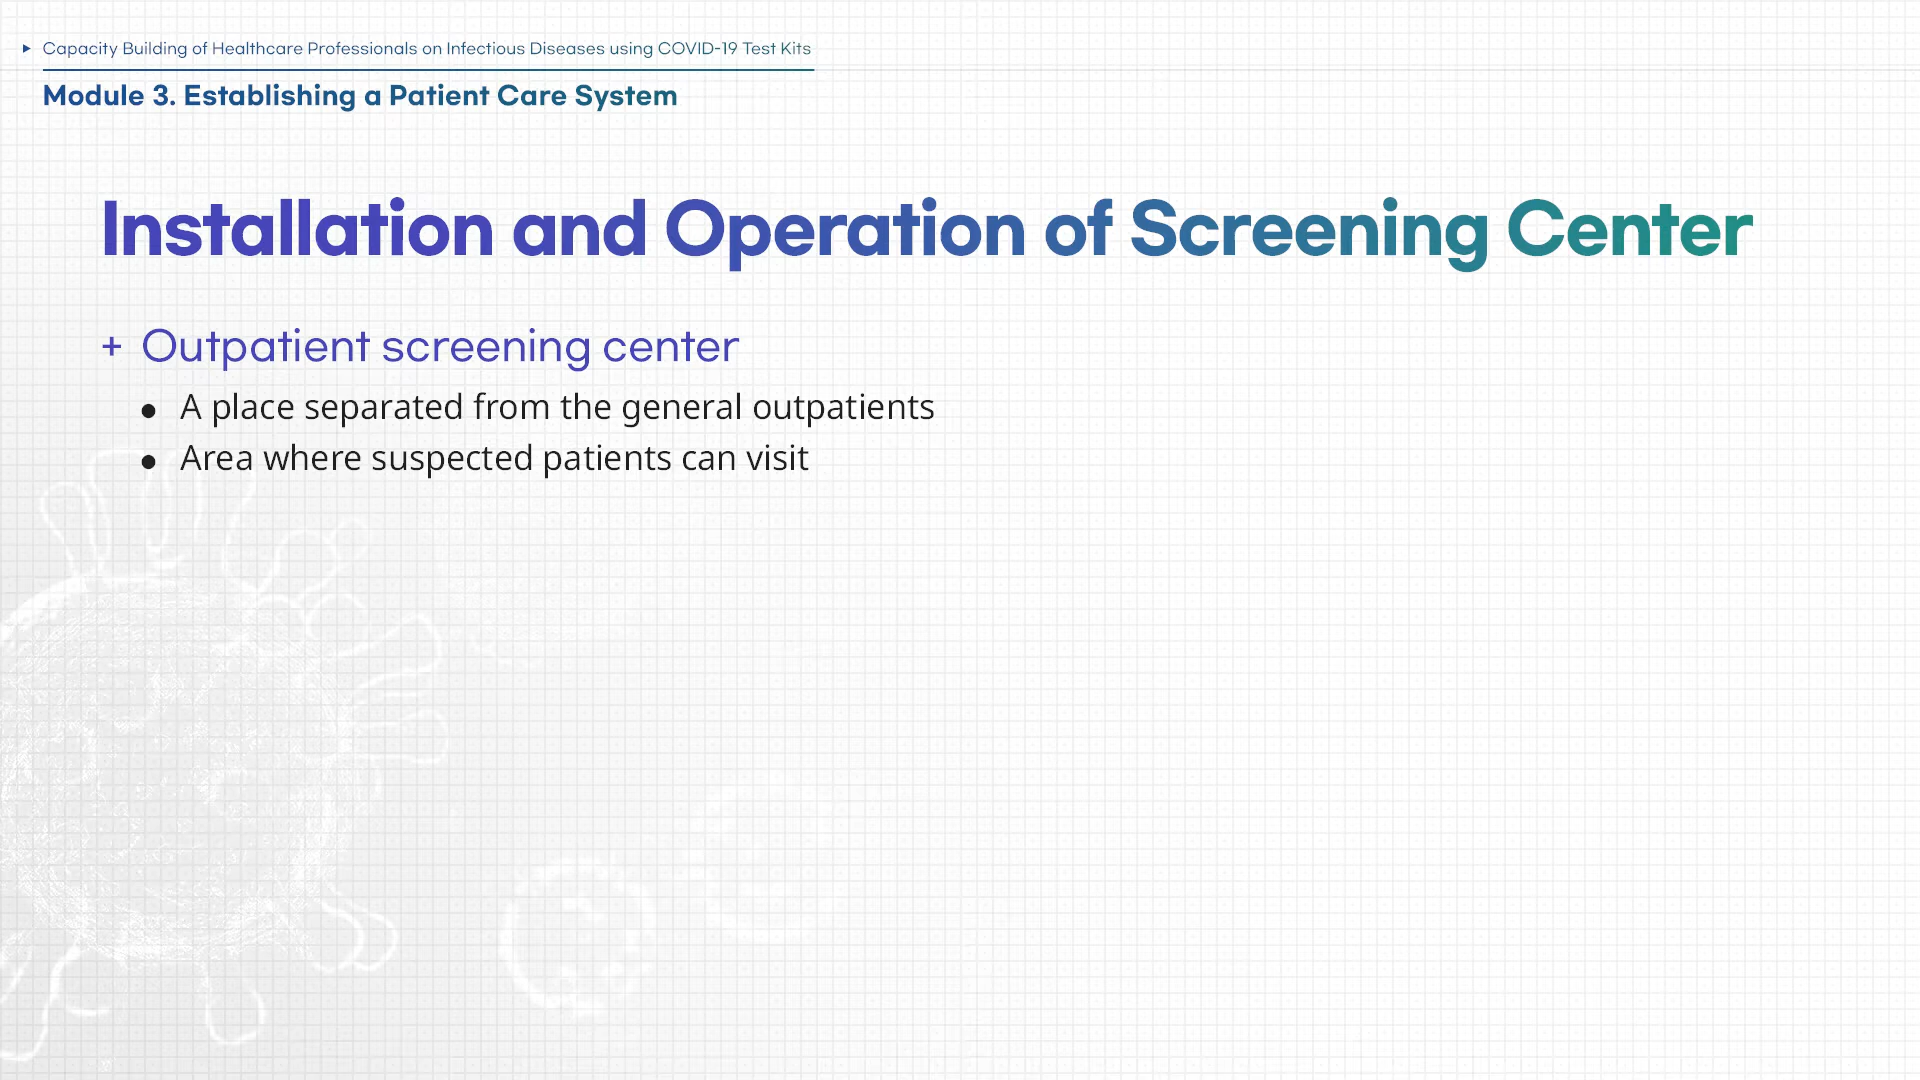 ▶ Capacity Building of Healthcare Professionals on Infectious Diseases using COVID-19 Test Kits
Module 3. Establishing a Patient Care System
Installation and Operation of Screening Center
+ Outpatient screening center
● A place separated from the general outpatients
● Area where suspected patients can visit